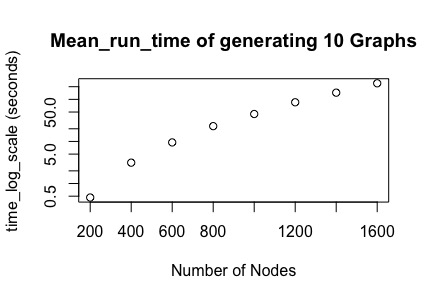 Mean_run_time of generating 10 Graphs
time_log_scale (seconds)
50.0
5.0
0.5
200 400 600 800 1200 1600
Number of Nodes